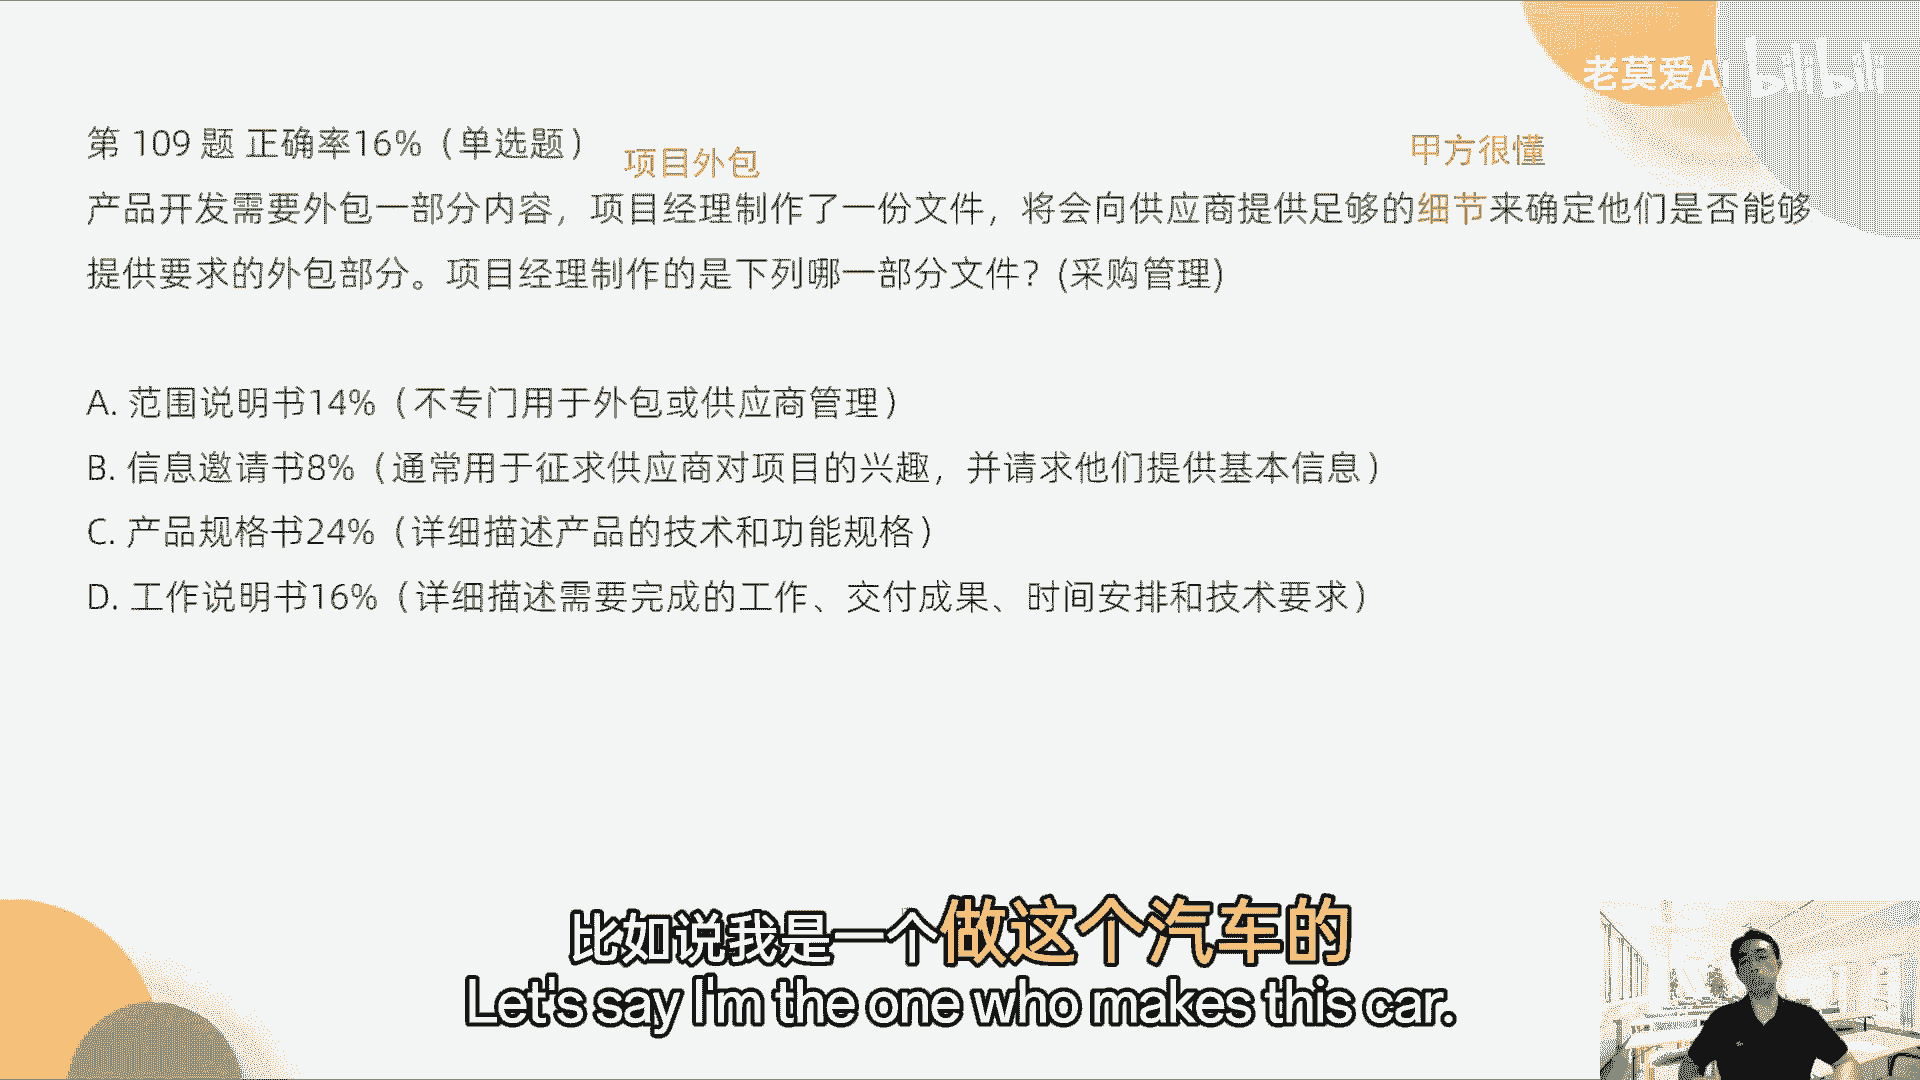 老莫爱AI bilibili
第 109 题 正确率16%（单选题）
项目外包
甲方很懂
产品开发需要外包一部分内容，项目经理制作了一份文件，将会向供应商提供足够的细节来确定他们是否能够
提供要求的外包部分。项目经理制作的是下列哪一部分文件？(采购管理)
A. 范围说明书14%（不专门用于外包或供应商管理）
B. 信息邀请书8%（通常用于征求供应商对项目的兴趣，并请求他们提供基本信息）
C. 产品规格书24%（详细描述产品的技术和功能规格）
D. 工作说明书16%（详细描述需要完成的工作、交付成果、时间安排和技术要求）
比如说我是一个做这个汽车的
Let's say I'm the one who makes this car.